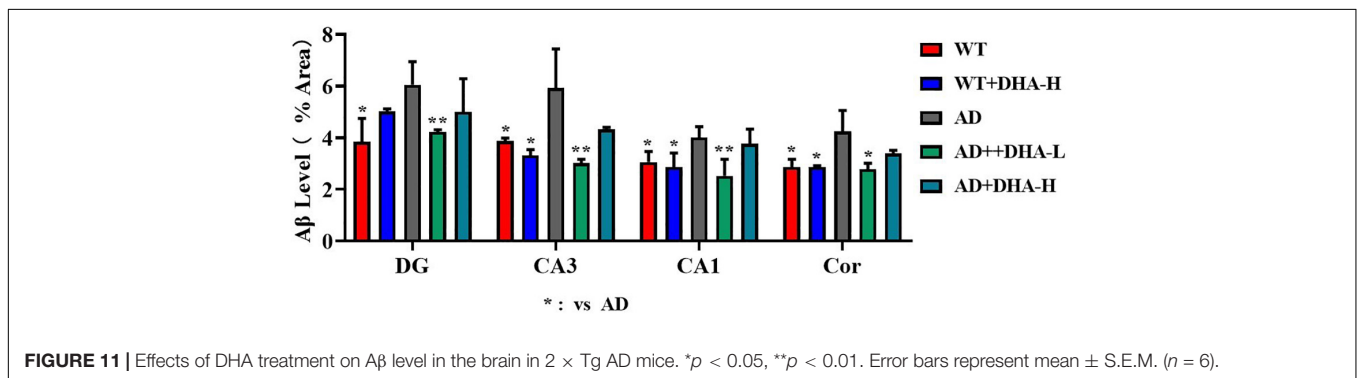 8
6
4
2
0
Aβ Level ( % Area)
* ** * * ** * * ** * * *
DG CA3 CA1 Cor
* : vs AD
WT
WT+DHA-H
AD
AD++DHA-L
AD+DHA-H
FIGURE 11 | Effects of DHA treatment on Aβ level in the brain in 2 × Tg AD mice. *p < 0.05, **p < 0.01. Error bars represent mean ± S.E.M. (n = 6).